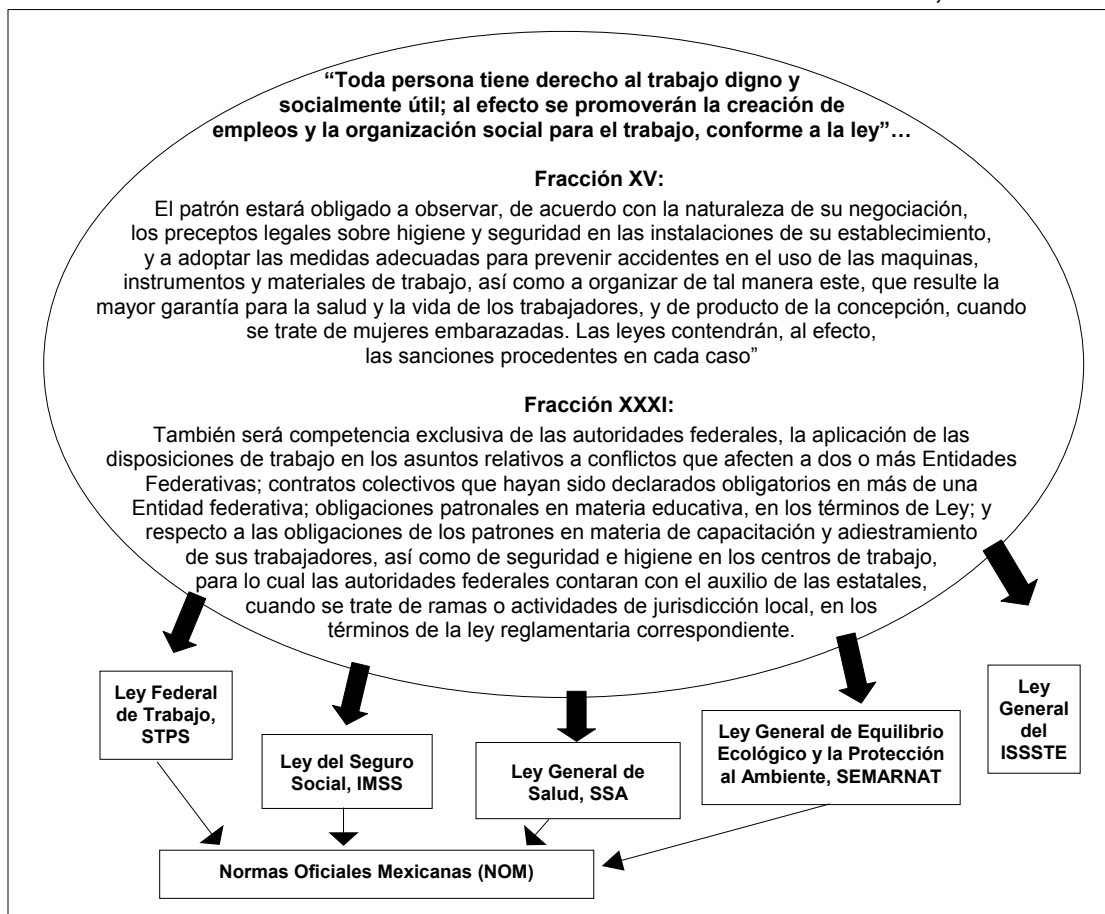 “Toda persona tiene derecho al trabajo digno y
socialmente útil; al efecto se promoverán la creación de
empleos y la organización social para el trabajo, conforme a la ley”…
Fracción XV:
El patrón estará obligado a observar, de acuerdo con la naturaleza de su negociación,
los preceptos legales sobre higiene y seguridad en las instalaciones de su establecimiento,
y a adoptar las medidas adecuadas para prevenir accidentes en el uso de las maquinas,
instrumentos y materiales de trabajo, así como a organizar de tal manera este, que resulte la
mayor garantía para la salud y la vida de los trabajadores, y de producto de la concepción, cuando
se trate de mujeres embarazadas. Las leyes contendrán, al efecto,
las sanciones procedentes en cada caso”
Fracción XXXI:
También será competencia exclusiva de las autoridades federales, la aplicación de las
disposiciones de trabajo en los asuntos relativos a conflictos que afecten a dos o más Entidades
Federativas; contratos colectivos que hayan sido declarados obligatorios en más de una
Entidad federativa; obligaciones patronales en materia educativa, en los términos de Ley; y
respecto a las obligaciones de los patrones en materia de capacitación y adiestramiento
de sus trabajadores, así como de seguridad e higiene en los centros de trabajo,
para lo cual las autoridades federales contaran con el auxilio de las estatales,
cuando se trate de ramas o actividades de jurisdicción local, en los
términos de la ley reglamentaria correspondiente.
Ley Federal
de Trabajo,
STPS
Ley del Seguro
Social, IMSS
Ley General de
Salud, SSA
Ley General de Equilibrio
Ecológico y la Protección
al Ambiente, SEMARNAT
Ley
General
del
ISSSTE
Normas Oficiales Mexicanas (NOM)